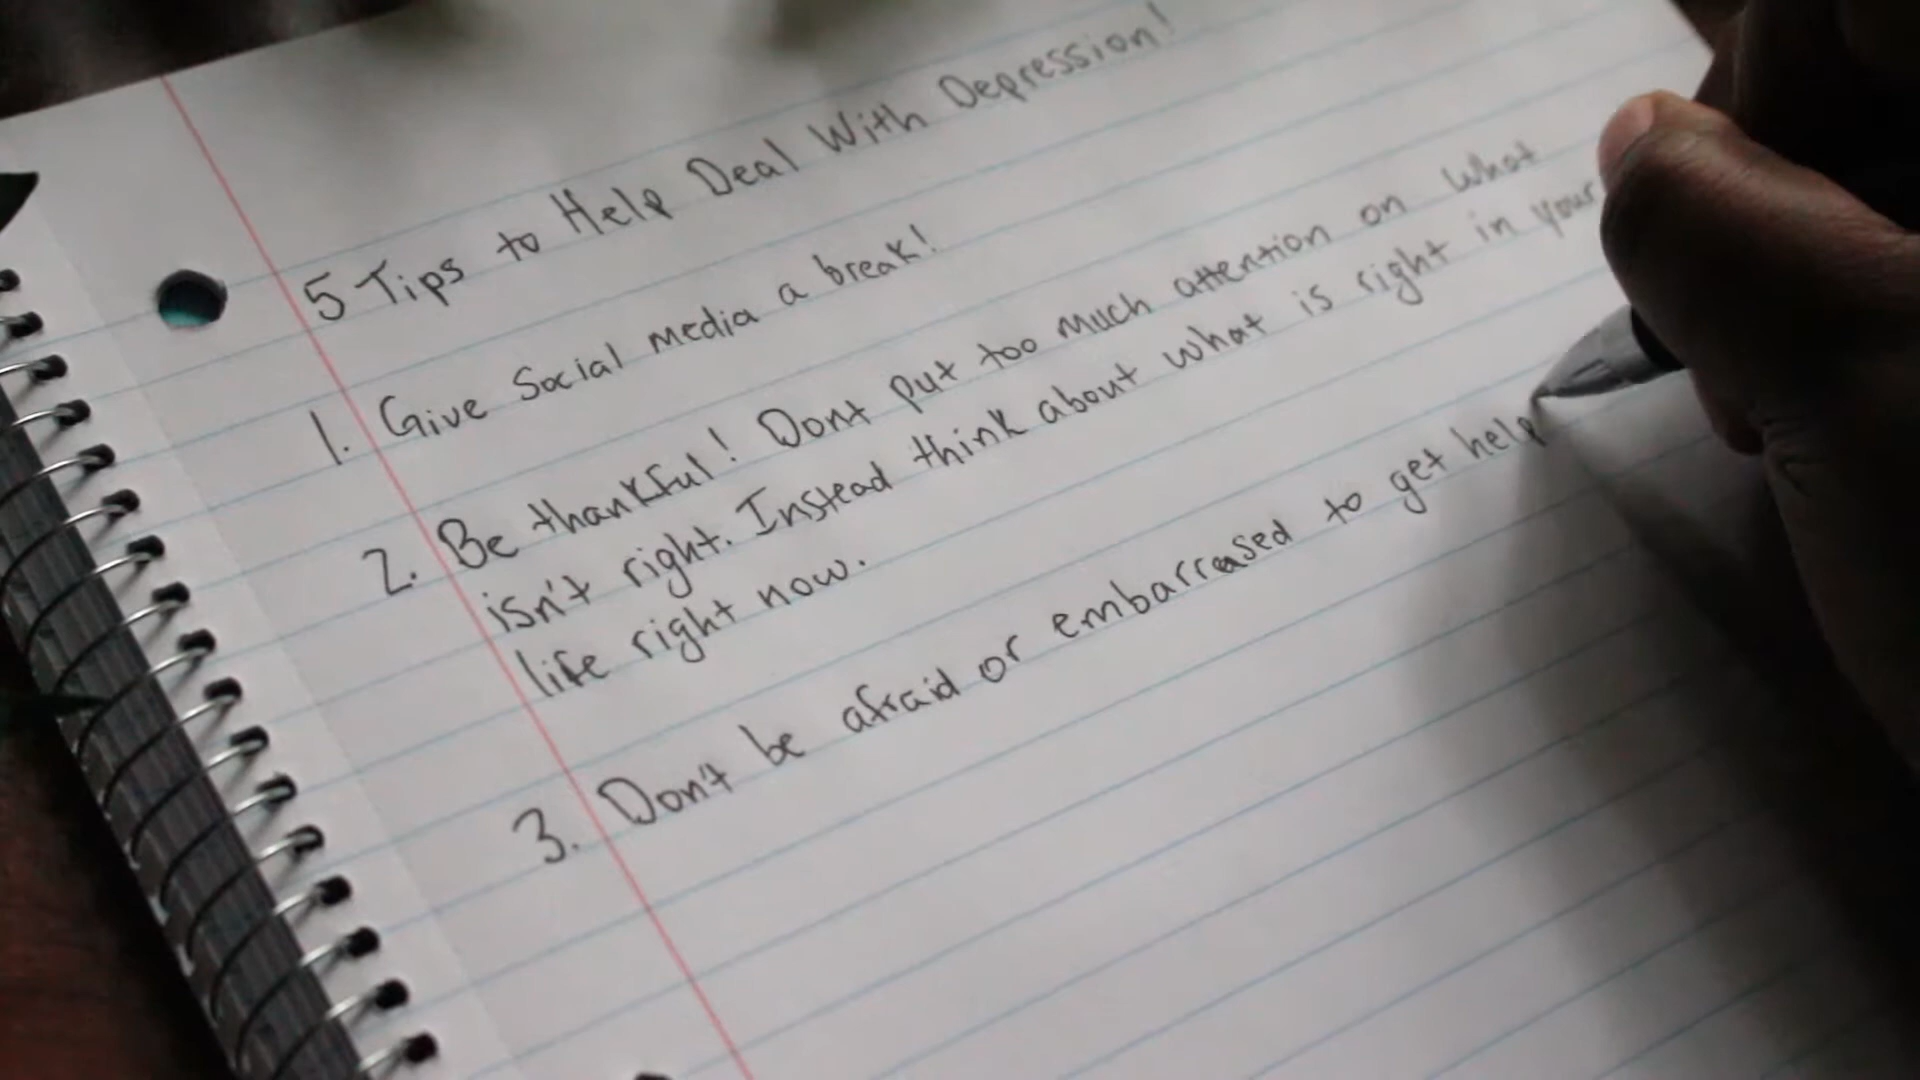 5 Tips to Help Deal With Depression!
1. Give Social media a break!
2. Be thankful! Dont put too much attention on what
isn't right. Instead think about what is right in your
life right now.
3. Don't be afraid or embarreased to get help